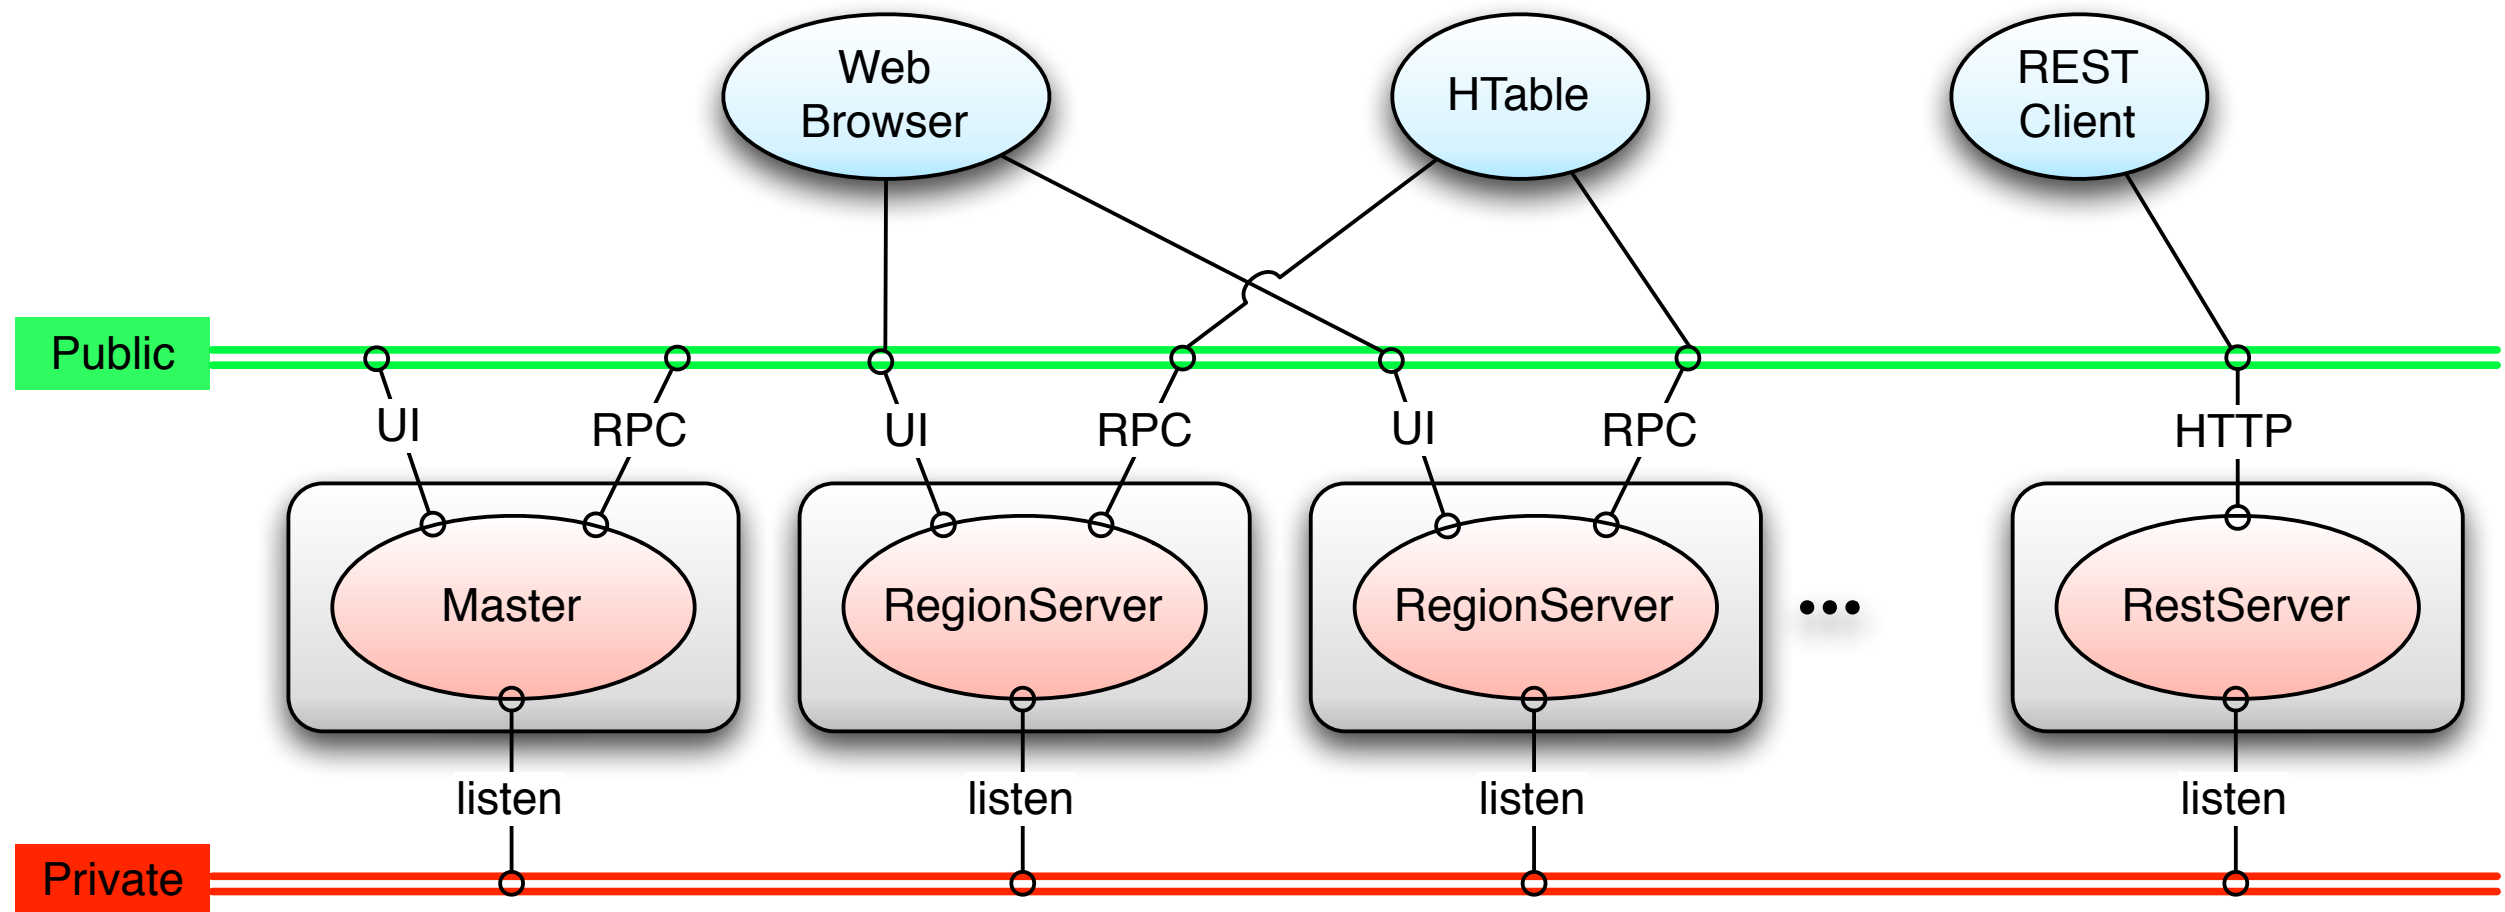 Web
Browser
HTable
REST
Client
Public
UI
RPC
UI
RPC
UI
RPC
HTTP
Master
RegionServer
RegionServer
•••
RestServer
listen
listen
listen
listen
Private